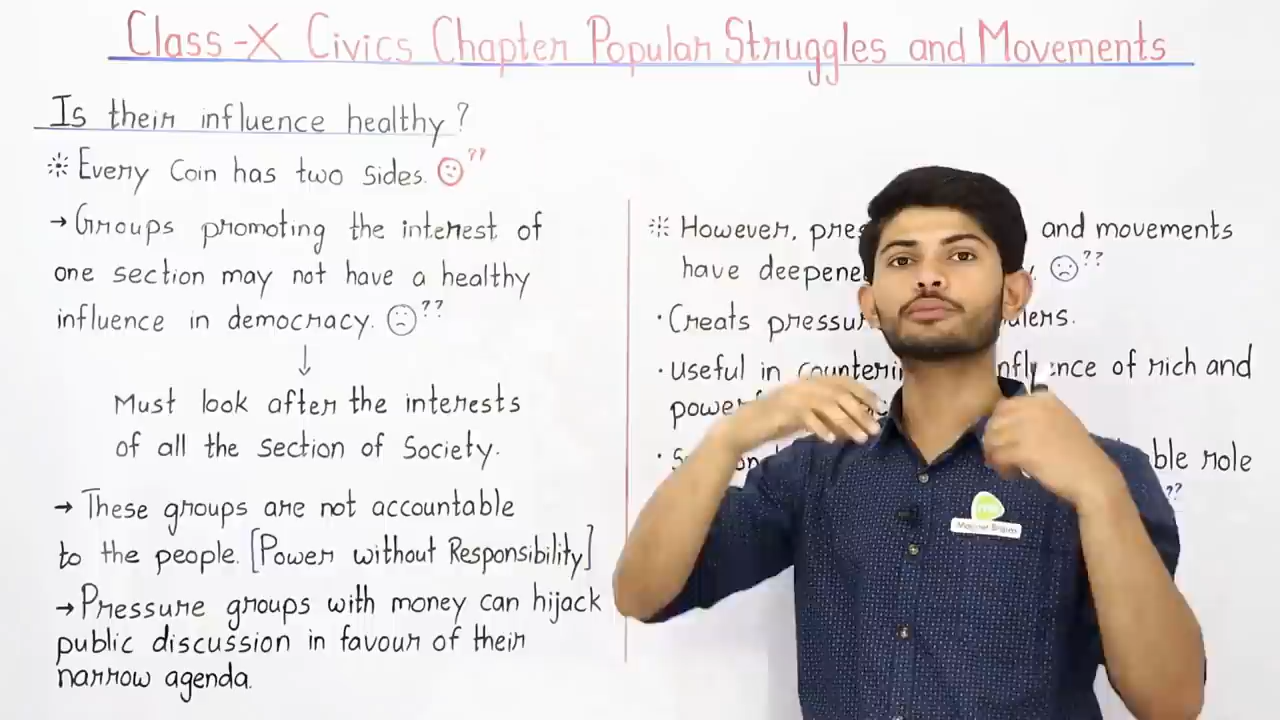 Class-X Civics Chapter Popular Struggles and Movements
Is their influence healthy?
Every Coin has two sides. ??
→ Groups promoting the interest of
one section may not have a healthy
influence in democracy. ??
↓
Must look after the interests
of all the section of Society.
→ These groups are not accountable
to the people. [Power without Responsibility]
→ Pressure groups with money can hijack
public discussion in favour of their
narrow agenda.
However, and movements
have ??
· Creats
· useful in of rich and
·
role
??
Magnet Brains